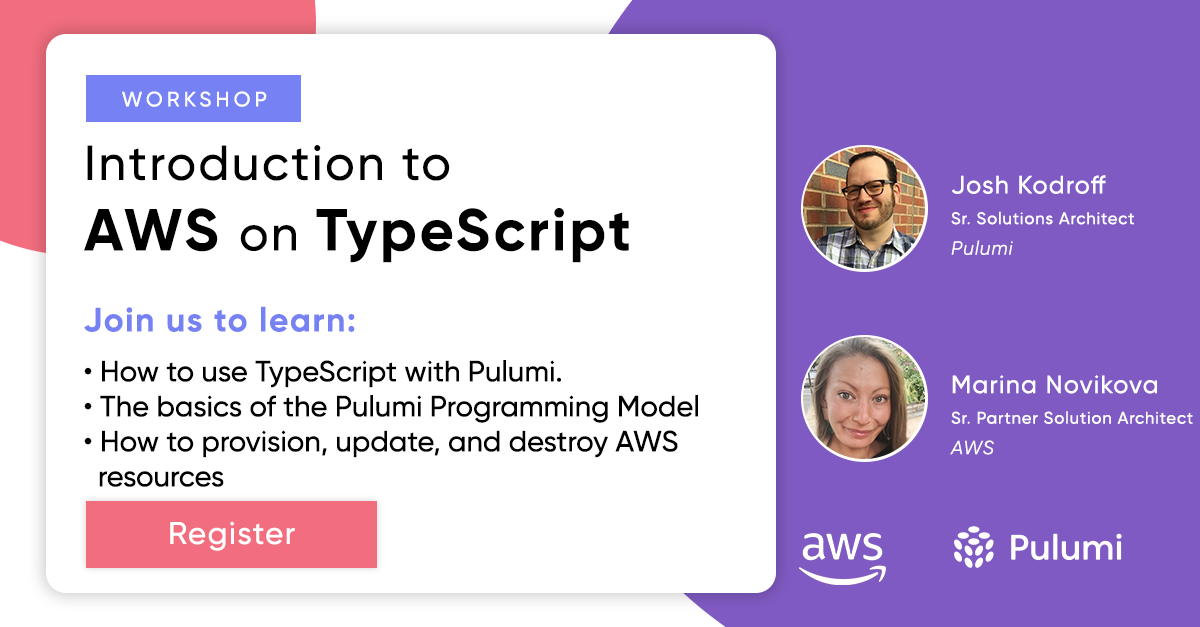 WORKSHOP
Introduction to
AWS on TypeScript
Join us to learn:
• How to use TypeScript with Pulumi.
• The basics of the Pulumi Programming Model
• How to provision, update, and destroy AWS
resources
Register
Josh Kodroff
Sr. Solutions Architect
Pulumi
Marina Novikova
Sr. Partner Solution Architect
AWS
aws
Pulumi